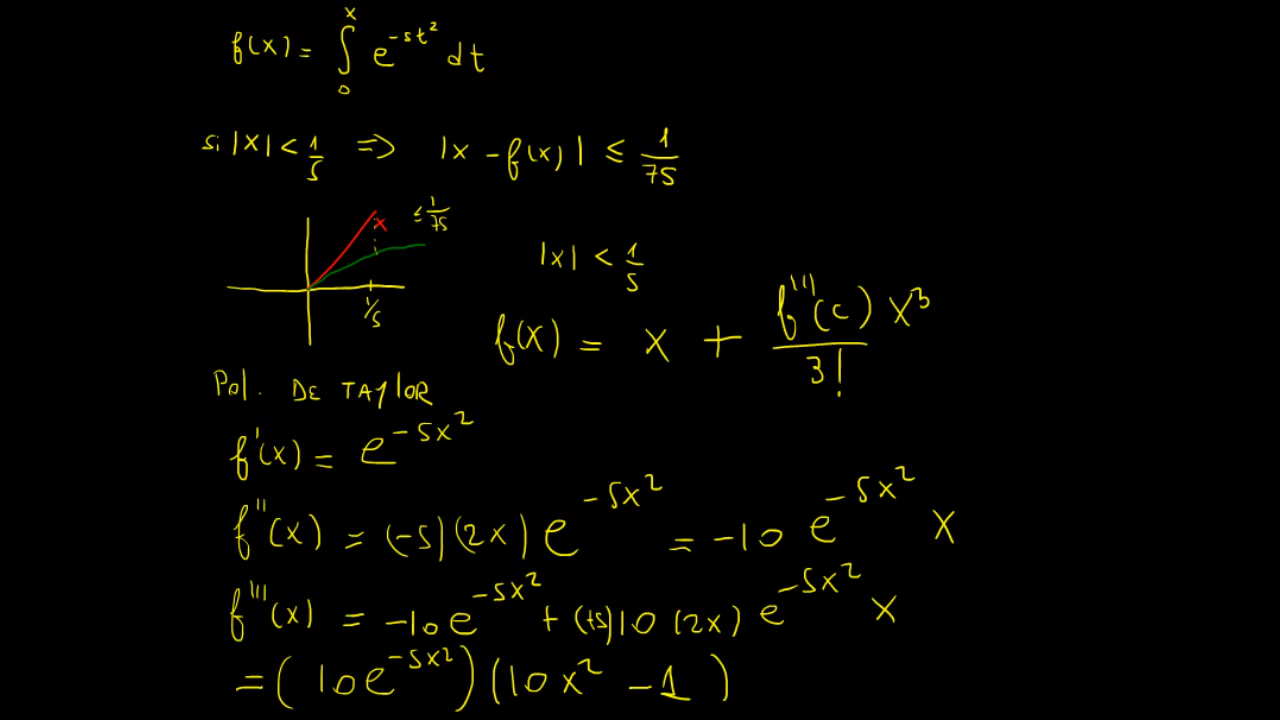 f(x) = ∫₀ˣ e^{-5t²} dt
si |x| < 1/5 ⇒ |x - f(x)| ≤ 1/75
x ≤ 1/75
1/5
|x| < 1/5
f(x) = x + f'''(c) x³ / 3!
Pol. DE TAYLOR
f'(x) = e^{-5x²}
f''(x) = (-5)(2x) e^{-5x²} = -10 e^{-5x²} x
f'''(x) = -10 e^{-5x²} + (+5)10(2x) e^{-5x²} x
= (10e^{-5x²})(10x² - 1)